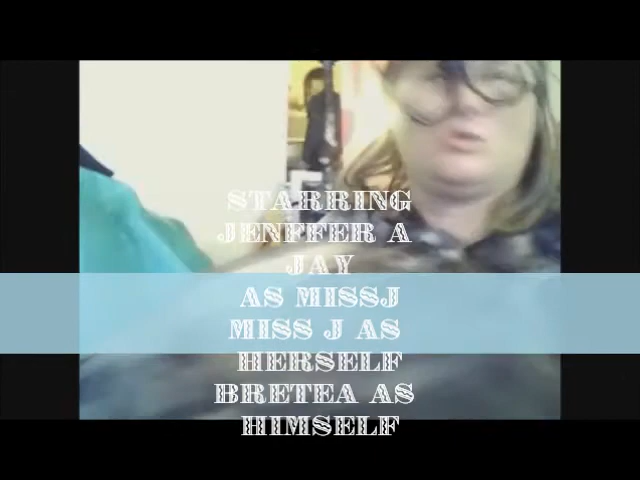 STARRING
JENFFER A
JAY
AS MISSJ
MISS J AS
HERSELF
BRETEA AS
HIMSELF